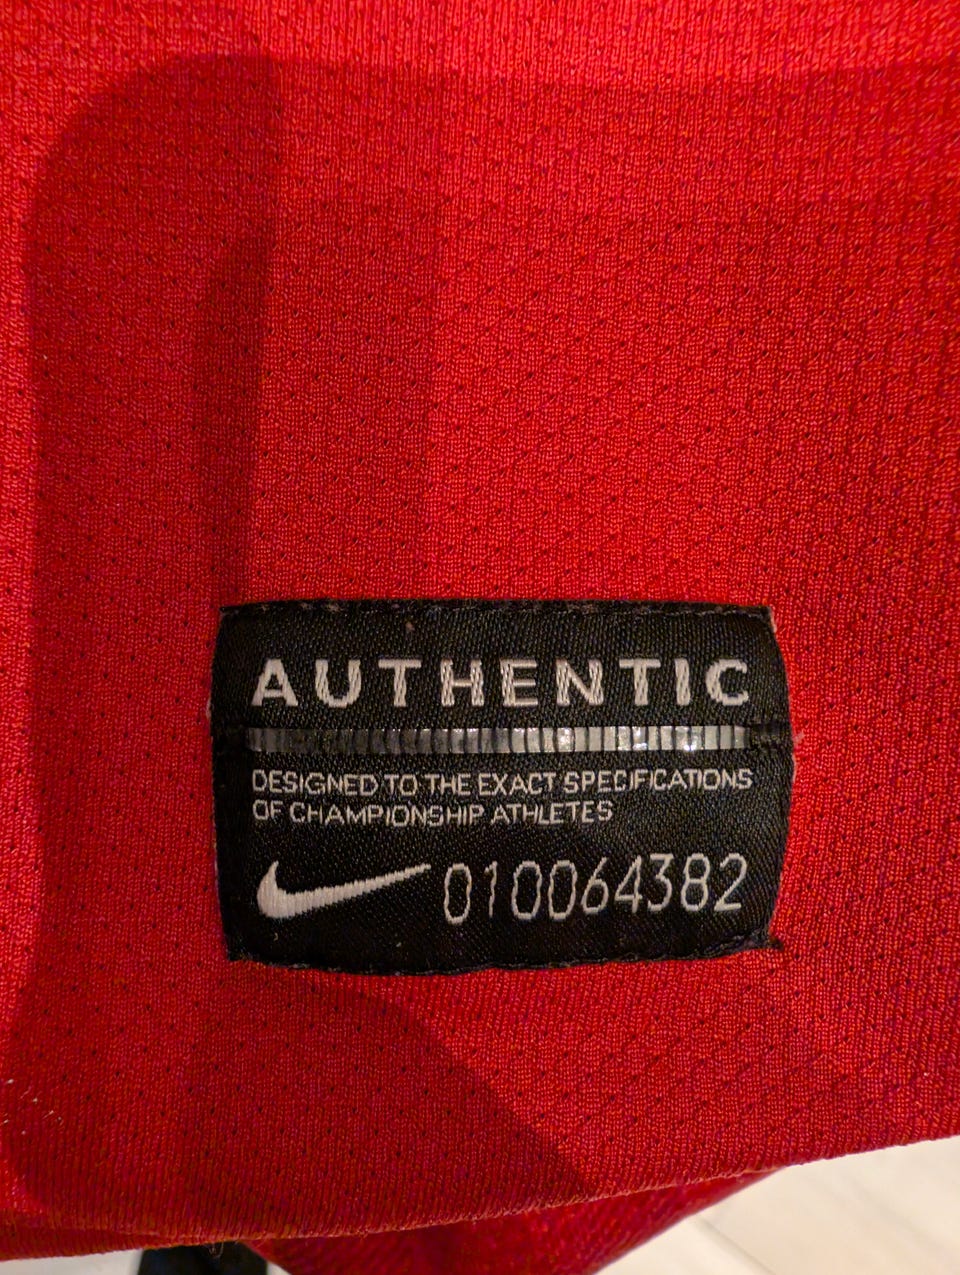 AUTHENTIC
DESIGNED TO THE EXACT SPECIFICATIONS
OF CHAMPIONSHIP ATHLETES
010064382